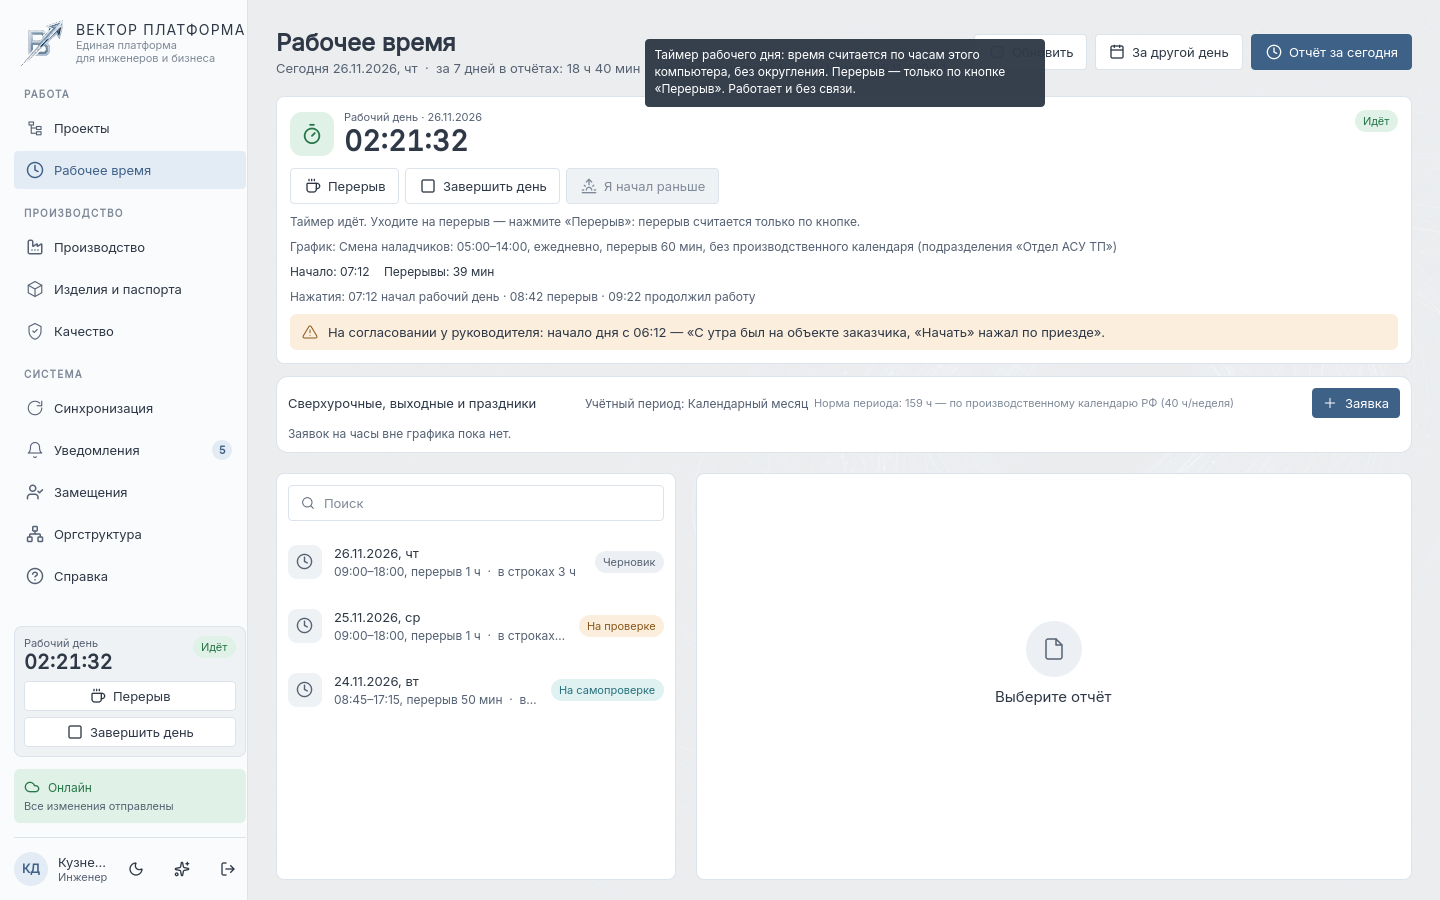 ВЕКТОР ПЛАТФОРМА
Единая платформа
для инженеров и бизнеса
РАБОТА
Проекты
Рабочее время
ПРОИЗВОДСТВО
Производство
Изделия и паспорта
Качество
СИСТЕМА
Синхронизация
Уведомления 5
Замещения
Оргструктура
Справка
Рабочий день
Идёт
02:21:32
Перерыв
Завершить день
Онлайн
Все изменения отправлены
КД
Кузне...
Инженер
Рабочее время
Сегодня 26.11.2026, чт · за 7 дней в отчётах: 18 ч 40 мин
Таймер рабочего дня: время считается по часам этого
компьютера, без округления. Перерыв — только по кнопке
«Перерыв». Работает и без связи.
Обновить
За другой день
Отчёт за сегодня
Рабочий день · 26.11.2026
02:21:32
Идёт
Перерыв
Завершить день
Я начал раньше
Таймер идёт. Уходите на перерыв — нажмите «Перерыв»: перерыв считается только по кнопке.
График: Смена наладчиков: 05:00–14:00, ежедневно, перерыв 60 мин, без производственного календаря (подразделения «Отдел АСУ ТП»)
Начало: 07:12 Перерывы: 39 мин
Нажатия: 07:12 начал рабочий день · 08:42 перерыв · 09:22 продолжил работу
На согласовании у руководителя: начало дня с 06:12 — «С утра был на объекте заказчика, «Начать» нажал по приезде».
Сверхурочные, выходные и праздники
Учётный период: Календарный месяц Норма периода: 159 ч — по производственному календарю РФ (40 ч/неделя)
Заявка
Заявок на часы вне графика пока нет.
Поиск
26.11.2026, чт
09:00–18:00, перерыв 1 ч · в строках 3 ч
Черновик
25.11.2026, ср
09:00–18:00, перерыв 1 ч · в строках...
На проверке
24.11.2026, вт
08:45–17:15, перерыв 50 мин · в...
На самопроверке
Выберите отчёт